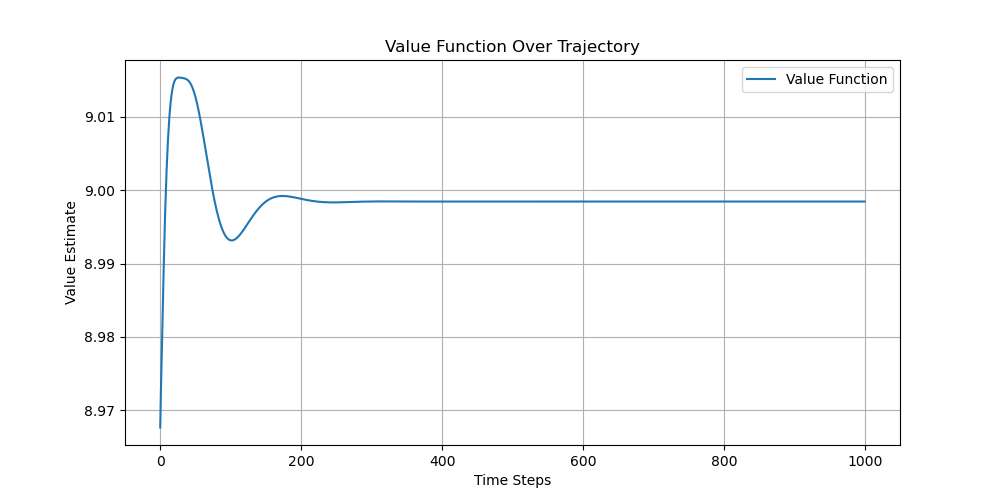 Value Function Over Trajectory
Value Function
9.01
9.00
8.99
8.98
8.97
Value Estimate
0 200 400 600 800 1000
Time Steps